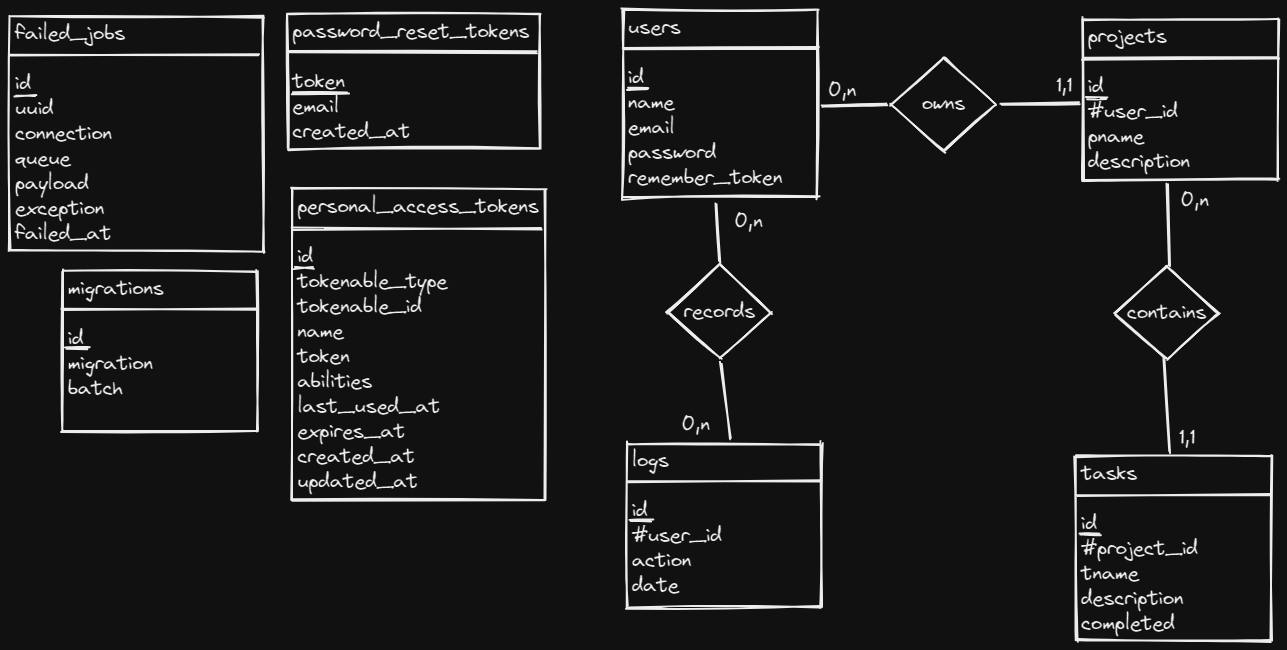 failed_jobs
id
uuid
connection
queue
payload
exception
failed_at
password_reset_tokens
token
email
created_at
migrations
id
migration
batch
personal_access_tokens
id
tokenable_type
tokenable_id
name
token
abilities
last_used_at
expires_at
created_at
updated_at
users
id
name
email
password
remember_token
0,n
owns
1,1
projects
id
#user_id
pname
description
0,n
records
0,n
logs
id
#user_id
action
date
0,n
contains
1,1
tasks
id
#project_id
tname
description
completed